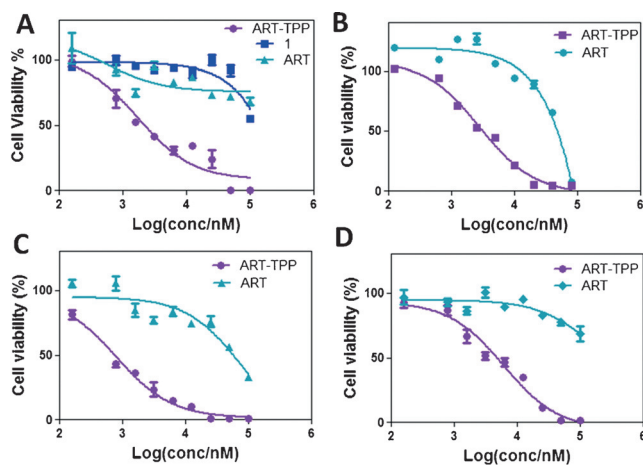 A
ART-TPP
1
ART
Cell Viability %
100
50
0
2 3 4 5 6
Log(conc/nM)
B
ART-TPP
ART
Cell viability (%)
100
50
0
2 3 4 5 6
Log(conc/nM)
C
ART-TPP
ART
Cell viability (%)
100
50
0
2 3 4 5 6
Log(conc/nM)
D
ART-TPP
ART
Cell viability (%)
100
50
0
2 3 4 5 6
Log(conc/nM)